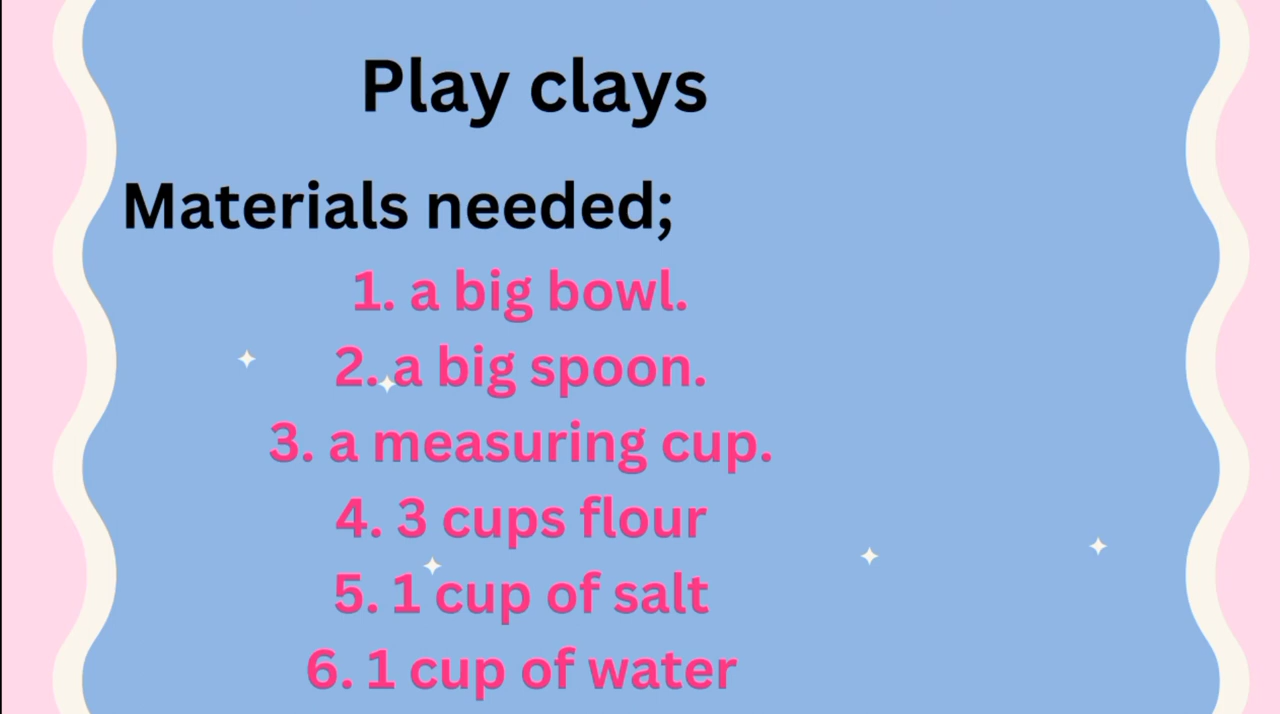 Play clays
Materials needed;
1. a big bowl.
2. a big spoon.
3. a measuring cup.
4. 3 cups flour
5. 1 cup of salt
6. 1 cup of water